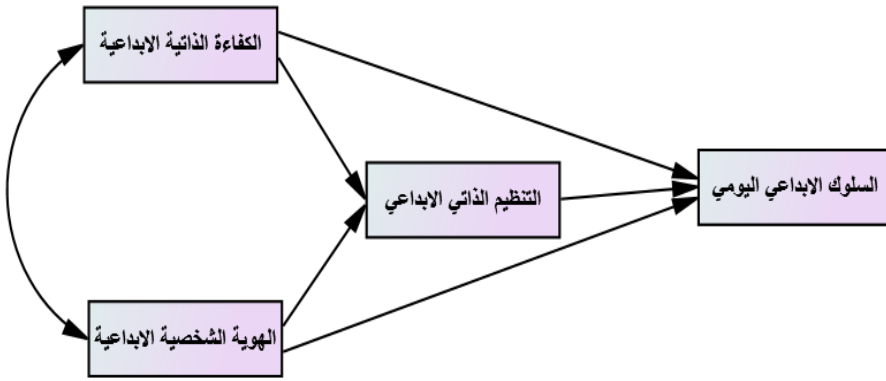 الكفاءة الذاتية الابداعية
التنظيم الذاتي الابداعي
السلوك الابداعي اليومي
الهوية الشخصية الابداعية